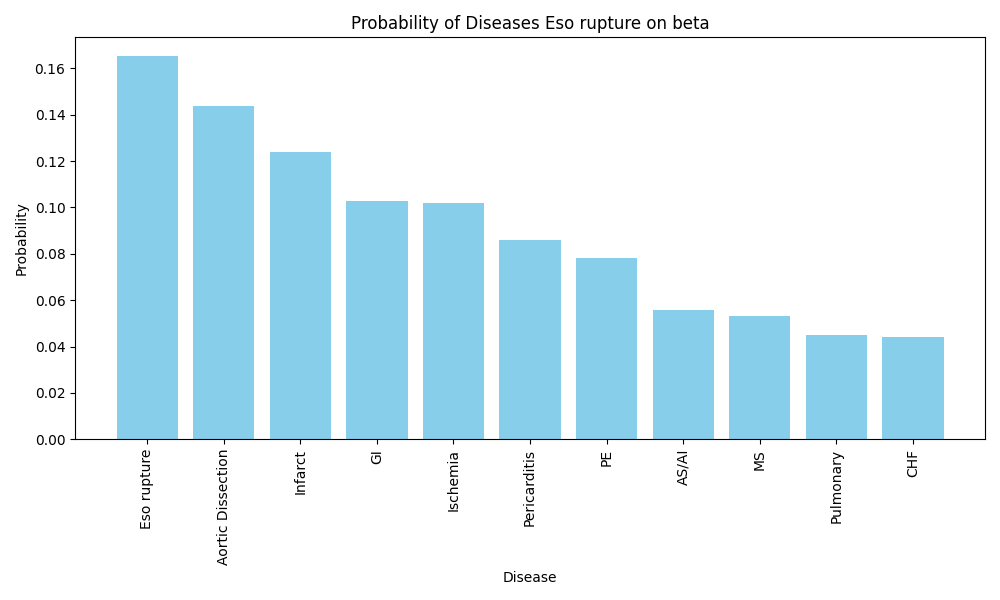 Probability of Diseases Eso rupture on beta
Probability
0.16
0.14
0.12
0.10
0.08
0.06
0.04
0.02
0.00
Eso rupture
Aortic Dissection
Infarct
GI
Ischemia
Pericarditis
PE
AS/AI
MS
Pulmonary
CHF
Disease